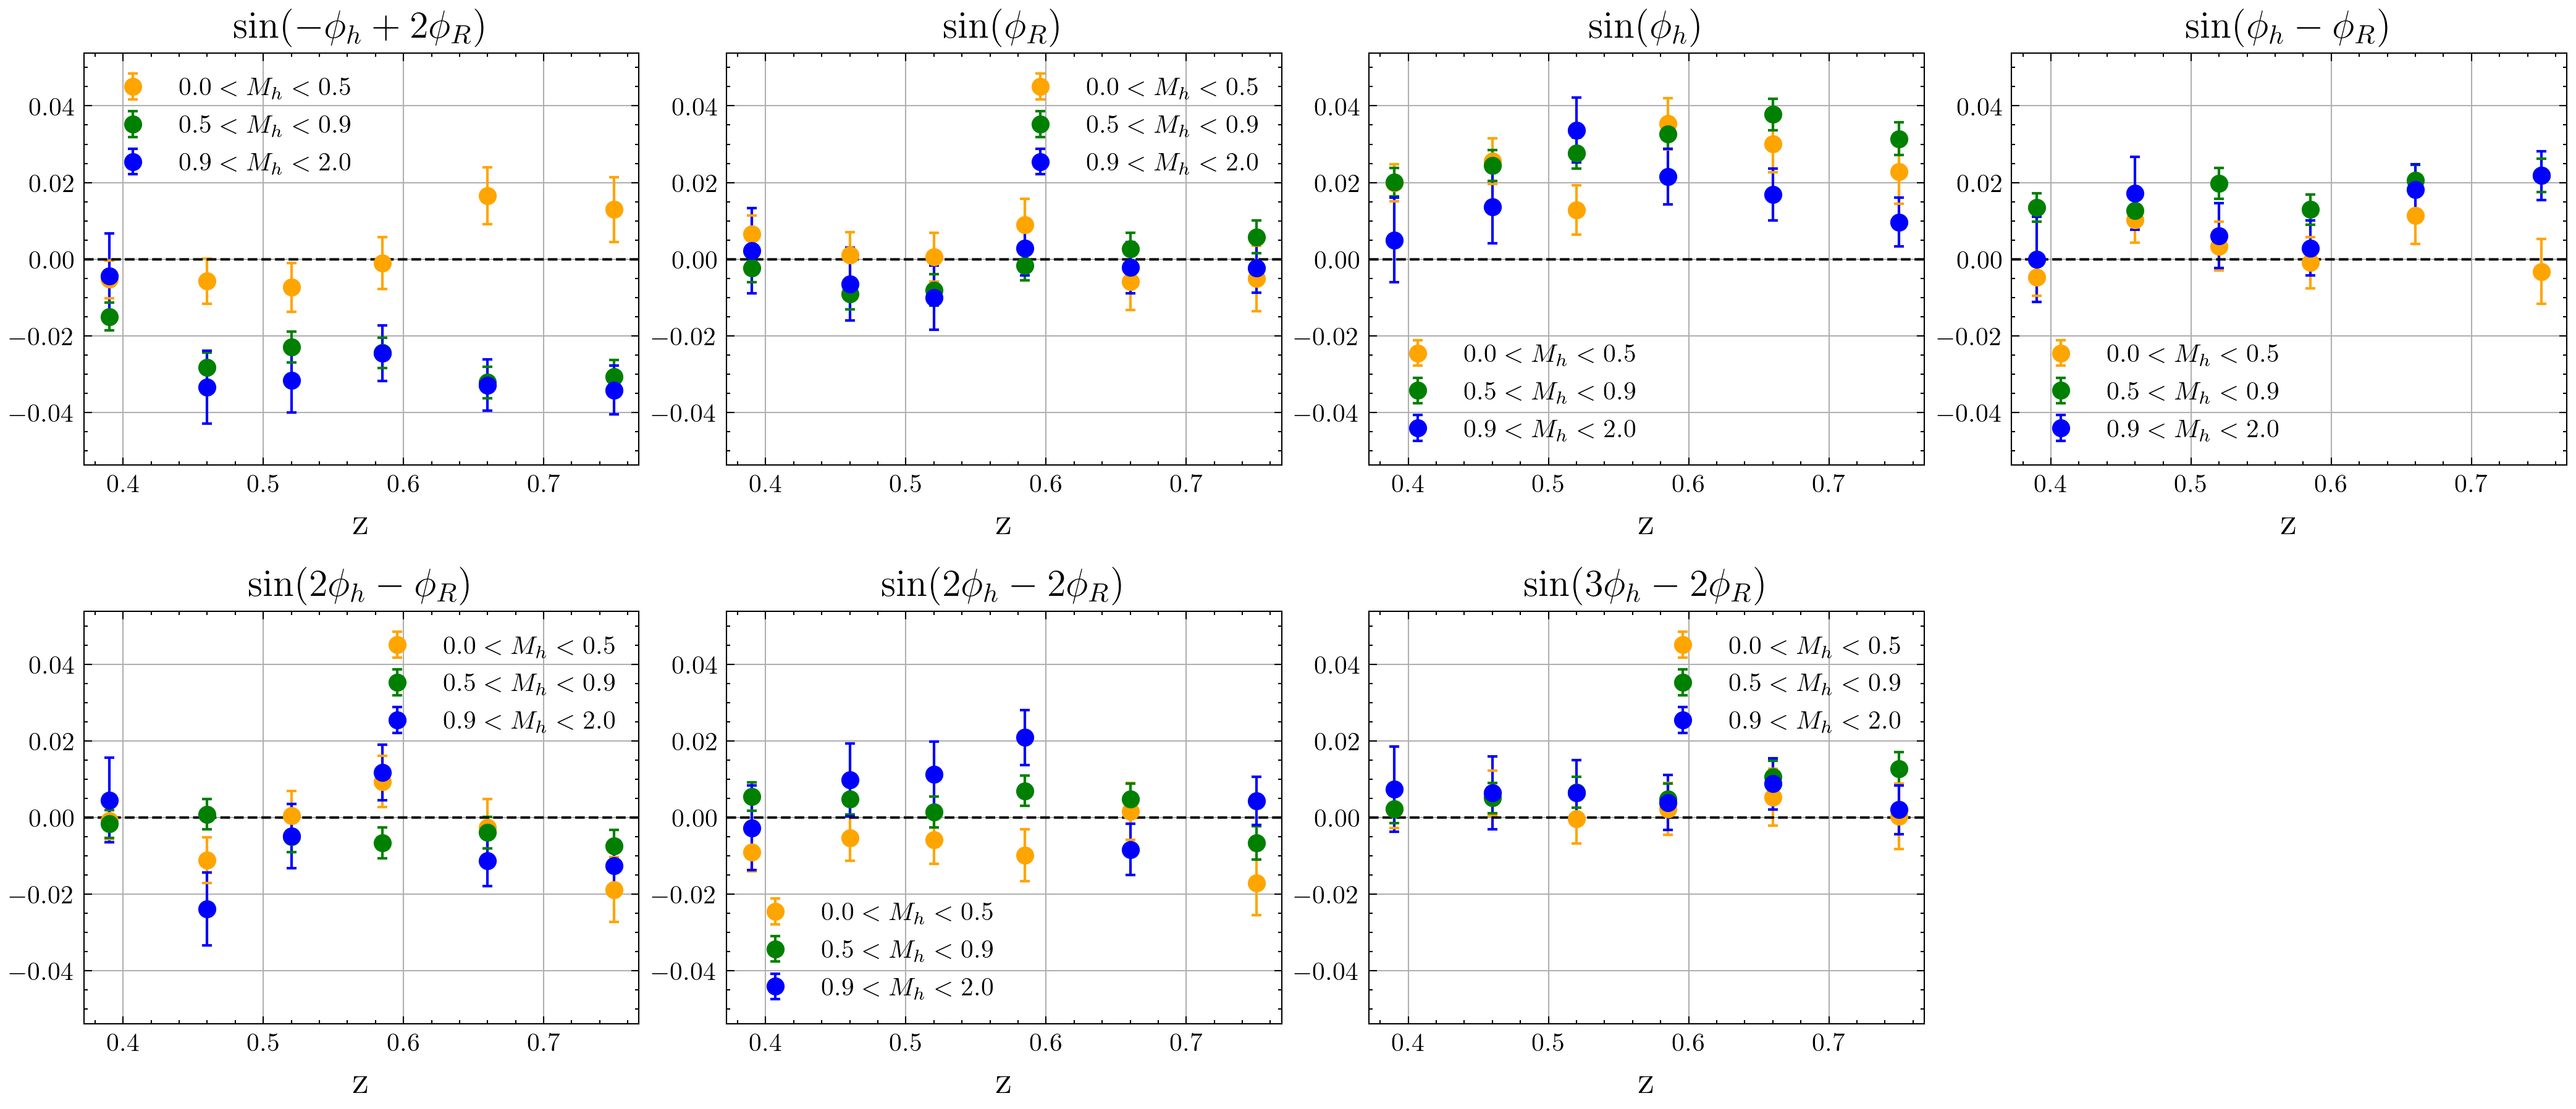 sin(−ϕ_h + 2ϕ_R)
0.04
0.02
0.00
−0.02
−0.04
0.0 < M_h < 0.5
0.5 < M_h < 0.9
0.9 < M_h < 2.0
0.4 0.5 0.6 0.7
z
sin(ϕ_R)
0.04
0.02
0.00
−0.02
−0.04
0.0 < M_h < 0.5
0.5 < M_h < 0.9
0.9 < M_h < 2.0
0.4 0.5 0.6 0.7
z
sin(ϕ_h)
0.04
0.02
0.00
−0.02
−0.04
0.0 < M_h < 0.5
0.5 < M_h < 0.9
0.9 < M_h < 2.0
0.4 0.5 0.6 0.7
z
sin(ϕ_h − ϕ_R)
0.04
0.02
0.00
−0.02
−0.04
0.0 < M_h < 0.5
0.5 < M_h < 0.9
0.9 < M_h < 2.0
0.4 0.5 0.6 0.7
z
sin(2ϕ_h − ϕ_R)
0.04
0.02
0.00
−0.02
−0.04
0.0 < M_h < 0.5
0.5 < M_h < 0.9
0.9 < M_h < 2.0
0.4 0.5 0.6 0.7
z
sin(2ϕ_h − 2ϕ_R)
0.04
0.02
0.00
−0.02
−0.04
0.0 < M_h < 0.5
0.5 < M_h < 0.9
0.9 < M_h < 2.0
0.4 0.5 0.6 0.7
z
sin(3ϕ_h − 2ϕ_R)
0.04
0.02
0.00
−0.02
−0.04
0.0 < M_h < 0.5
0.5 < M_h < 0.9
0.9 < M_h < 2.0
0.4 0.5 0.6 0.7
z